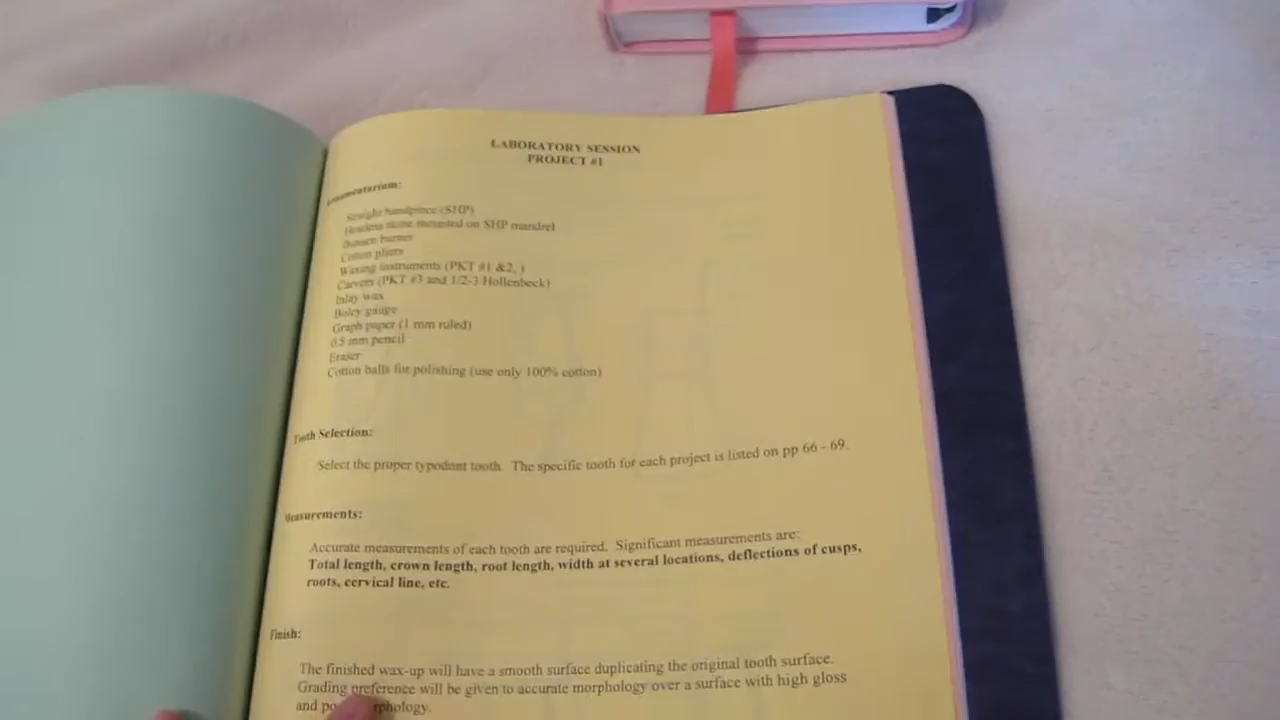 LABORATORY SESSION
PROJECT #1
Straight handpiece (SHP)
Heatless stone mounted on SHP mandrel
Bunsen burner
Cotton pliers
Waxing instruments (PKT #1 &2, )
Carvers (PKT #3 and 1/2-3 Hollenbeck)
Inlay wax
Boley gauge
Graph paper (1 mm ruled)
0.5 mm pencil
Eraser
Cotton balls for polishing (use only 100% cotton)
Tooth Selection:
Select the proper typodont tooth. The specific tooth for each project is listed on pp 66 - 69.
Measurements:
Accurate measurements of each tooth are required. Significant measurements are:
Total length, crown length, root length, width at several locations, deflections of cusps,
roots, cervical line, etc.
Finish:
The finished wax-up will have a smooth surface duplicating the original tooth surface.
Grading preference will be given to accurate morphology over a surface with high gloss
and